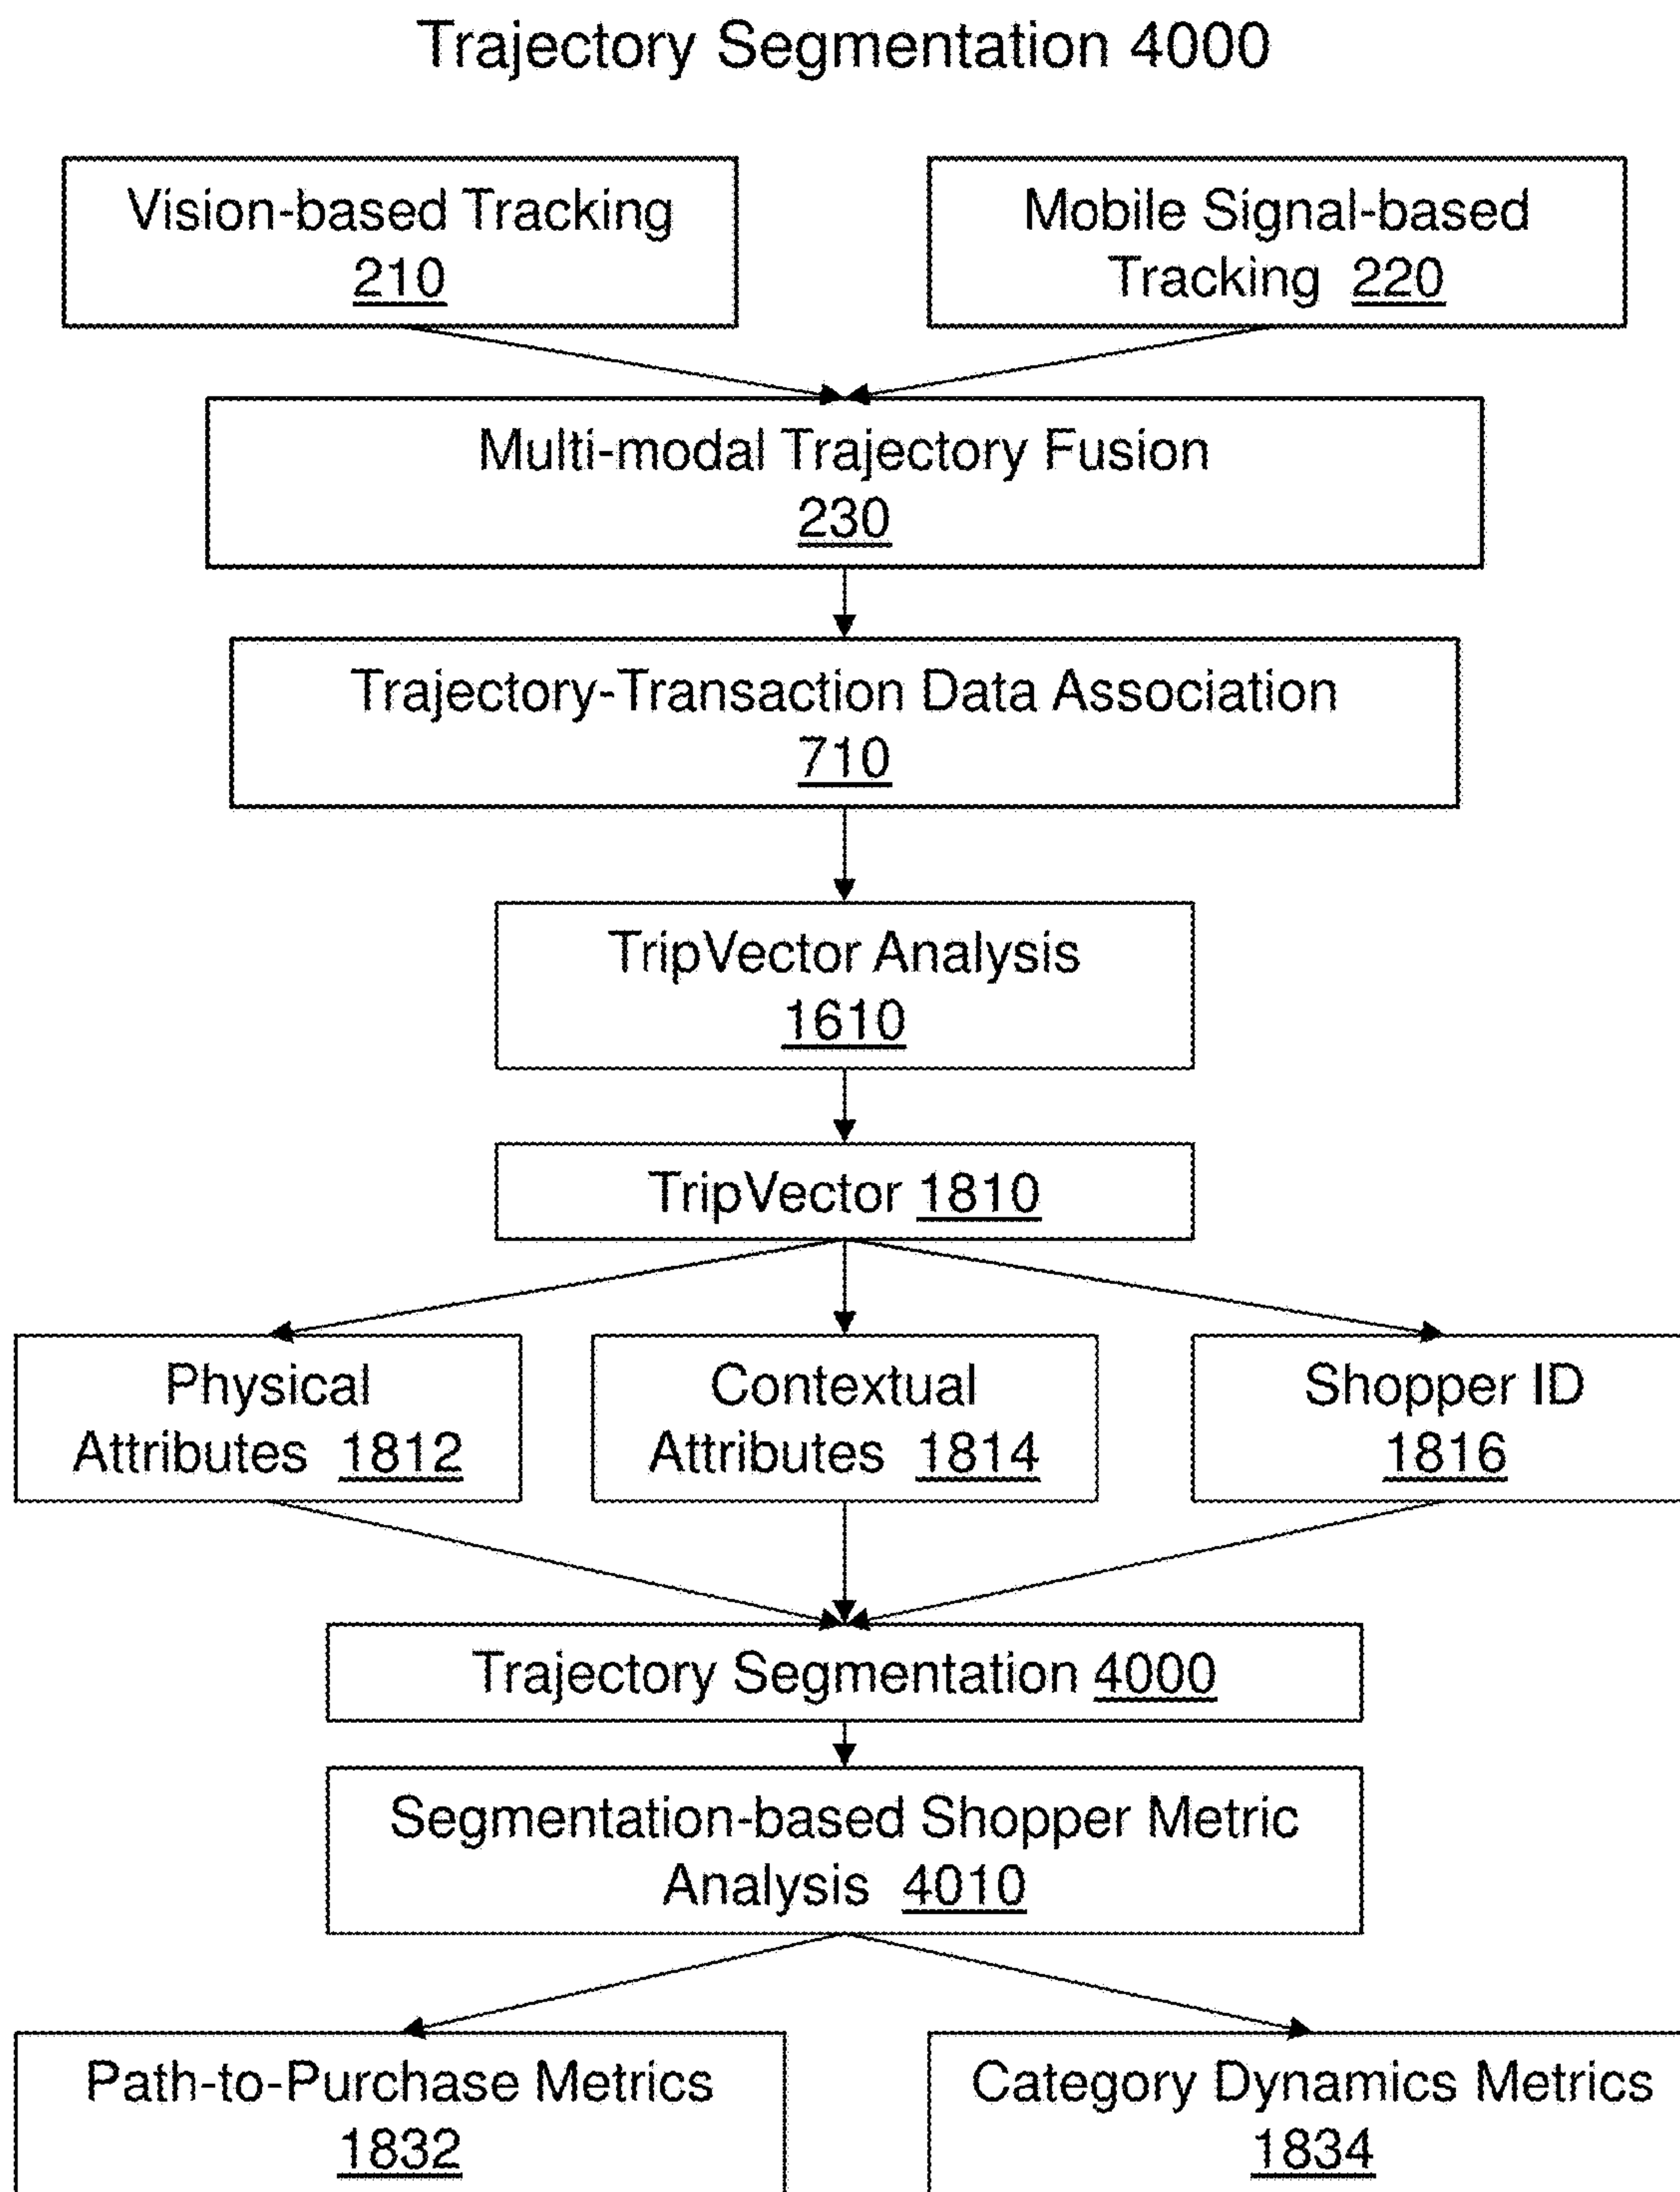 Trajectory Segmentation 4000
Vision-based Tracking
210
Mobile Signal-based
Tracking 220
Multi-modal Trajectory Fusion
230
Trajectory-Transaction Data Association
710
TripVector Analysis
1610
TripVector 1810
Physical
Attributes 1812
Contextual
Attributes 1814
Shopper ID
1816
Trajectory Segmentation 4000
Segmentation-based Shopper Metric
Analysis 4010
Path-to-Purchase Metrics
1832
Category Dynamics Metrics
1834